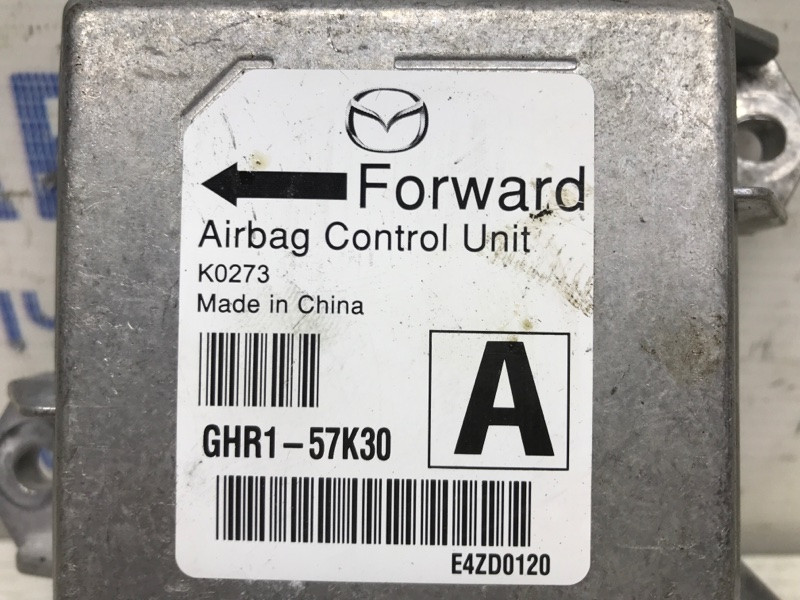 Forward
Airbag Control Unit
K0273
Made in China
A
GHR1-57K30
E4ZD0120